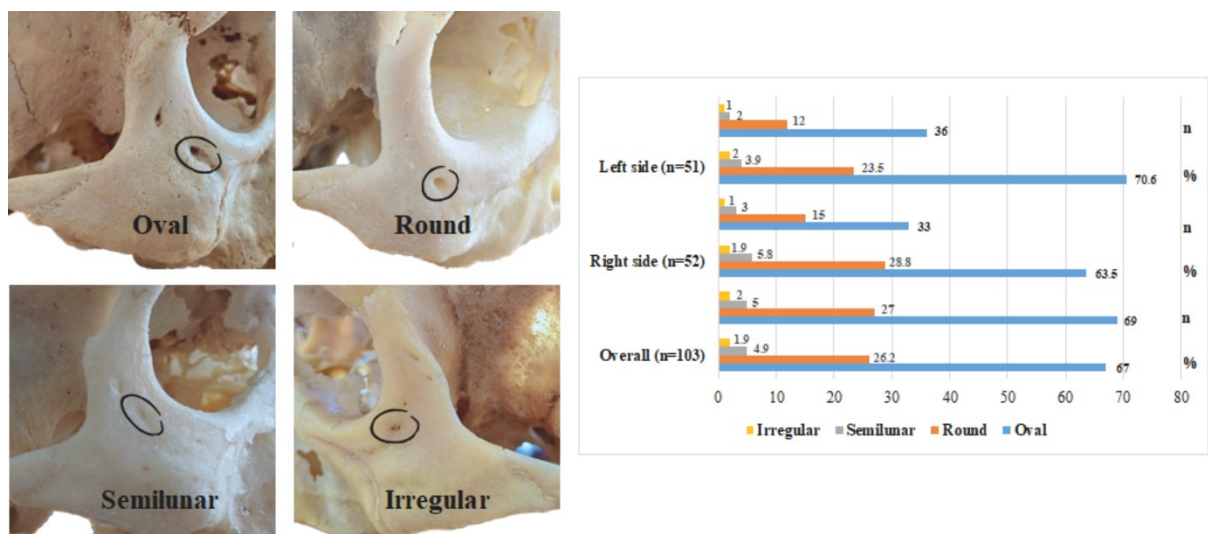 Oval
Round
Semilunar
Irregular
1
2
12
36
n
Left side (n=51)
2
3.9
23.5
70.6
%
1
3
15
33
n
Right side (n=52)
1.9
5.8
28.8
63.5
%
2
5
27
69
n
Overall (n=103)
1.9
4.9
26.2
67
%
0 10 20 30 40 50 60 70 80
Irregular Semilunar Round Oval